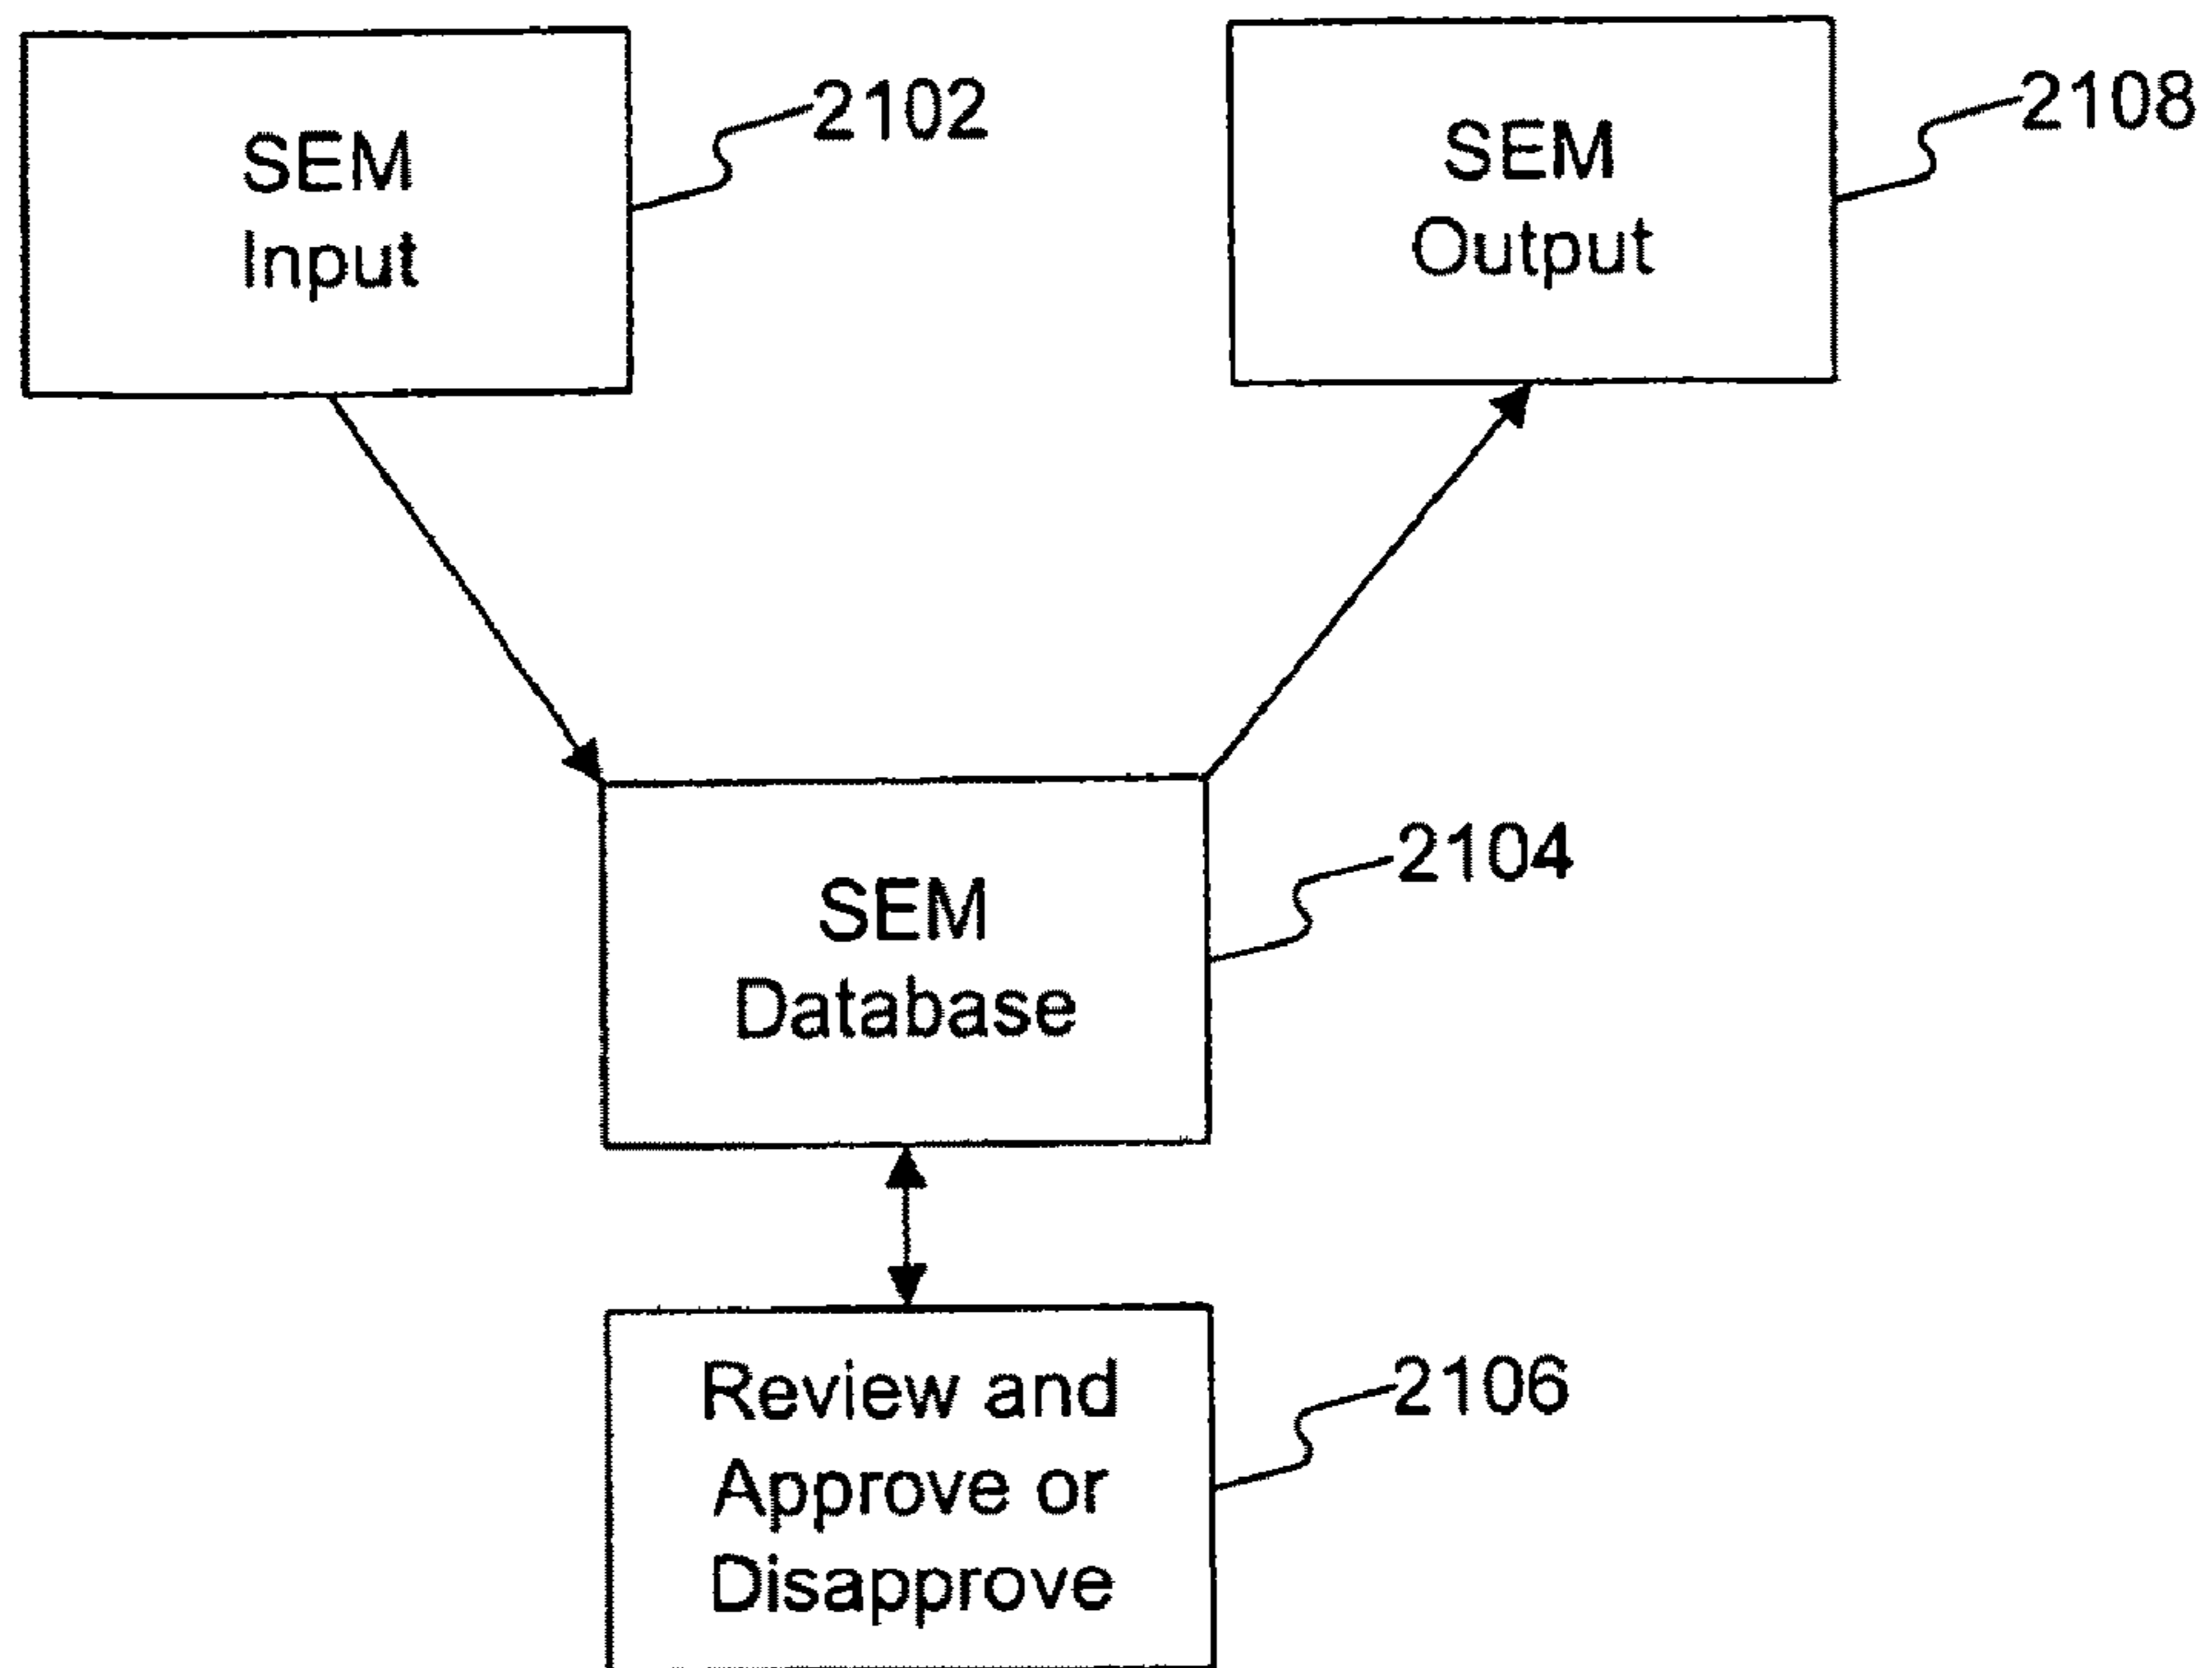 SEM
Input
2102
SEM
Output
2108
SEM
Database
2104
Review and
Approve or
Disapprove
2106